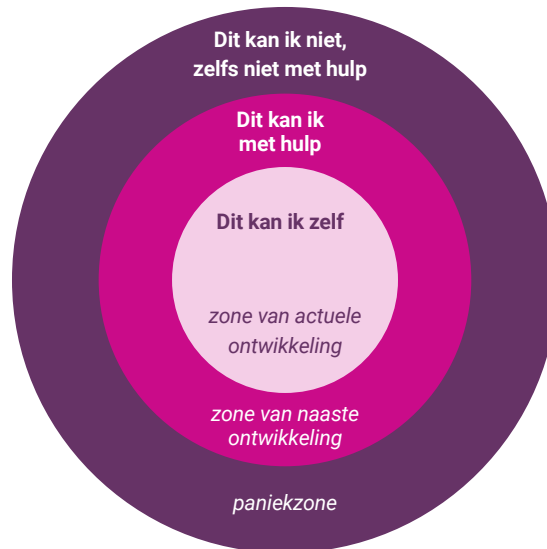 Dit kan ik niet,
zelfs niet met hulp
Dit kan ik
met hulp
Dit kan ik zelf
zone van actuele
ontwikkeling
zone van naaste
ontwikkeling
paniekzone